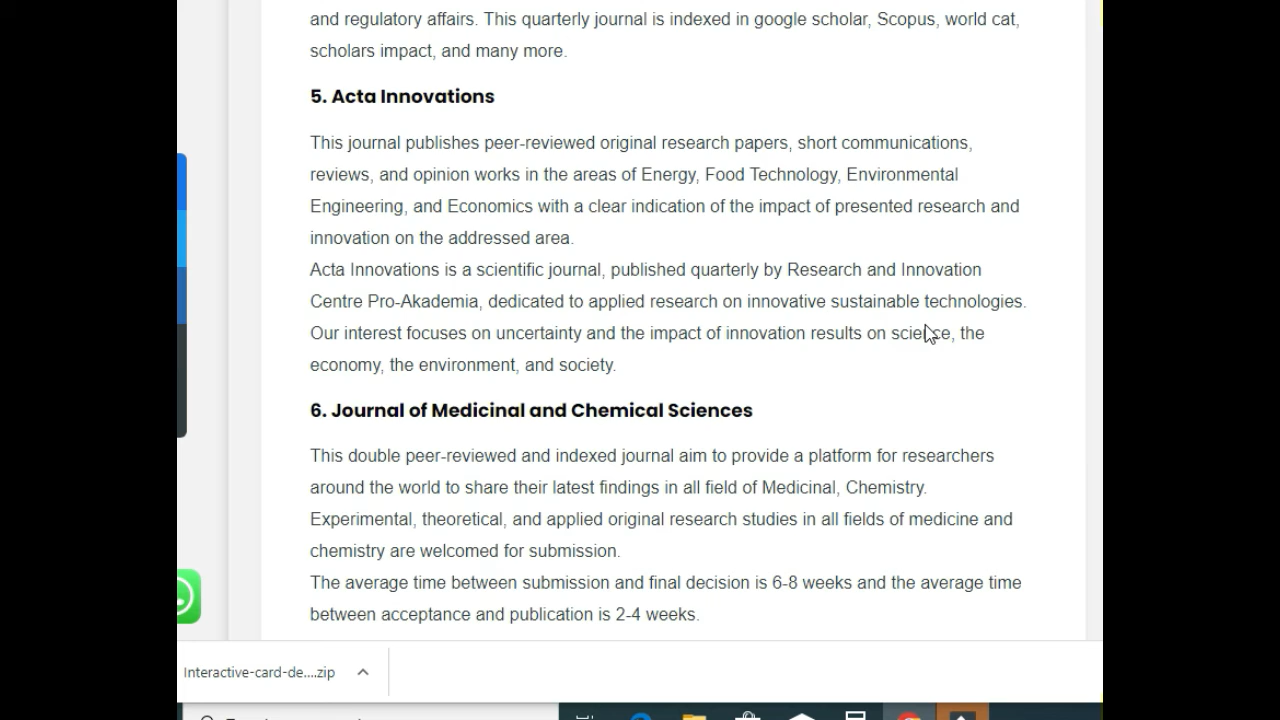 and regulatory affairs. This quarterly journal is indexed in google scholar, Scopus, world cat,
scholars impact, and many more.
5. Acta Innovations
This journal publishes peer-reviewed original research papers, short communications,
reviews, and opinion works in the areas of Energy, Food Technology, Environmental
Engineering, and Economics with a clear indication of the impact of presented research and
innovation on the addressed area.
Acta Innovations is a scientific journal, published quarterly by Research and Innovation
Centre Pro-Akademia, dedicated to applied research on innovative sustainable technologies.
Our interest focuses on uncertainty and the impact of innovation results on science, the
economy, the environment, and society.
6. Journal of Medicinal and Chemical Sciences
This double peer-reviewed and indexed journal aim to provide a platform for researchers
around the world to share their latest findings in all field of Medicinal, Chemistry.
Experimental, theoretical, and applied original research studies in all fields of medicine and
chemistry are welcomed for submission.
The average time between submission and final decision is 6-8 weeks and the average time
between acceptance and publication is 2-4 weeks.
Interactive-card-de....zip